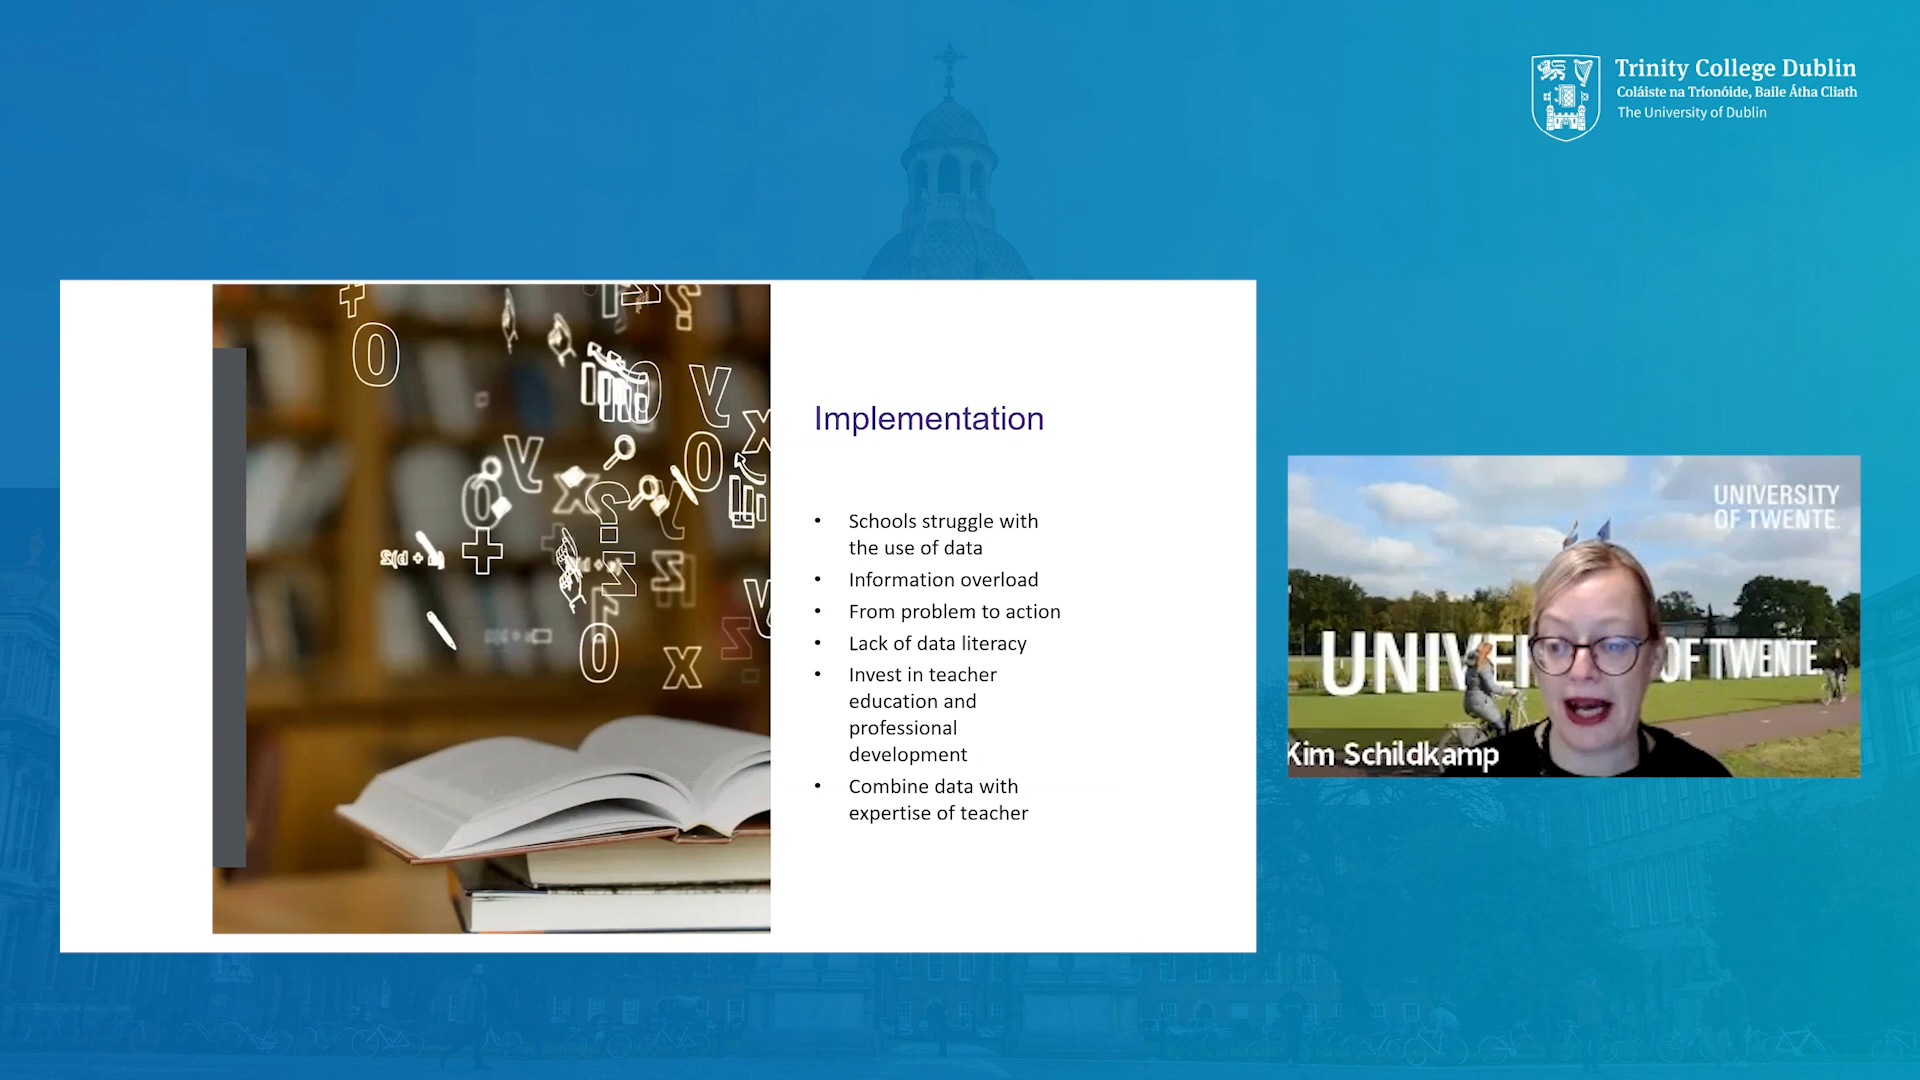 Trinity College Dublin
Coláiste na Tríonóide, Baile Átha Cliath
The University of Dublin
Implementation
• Schools struggle with
the use of data
• Information overload
• From problem to action
• Lack of data literacy
• Invest in teacher
education and
professional
development
• Combine data with
expertise of teacher
UNIVERSITY
OF TWENTE.
OF TWENTE.
Kim Schildkamp